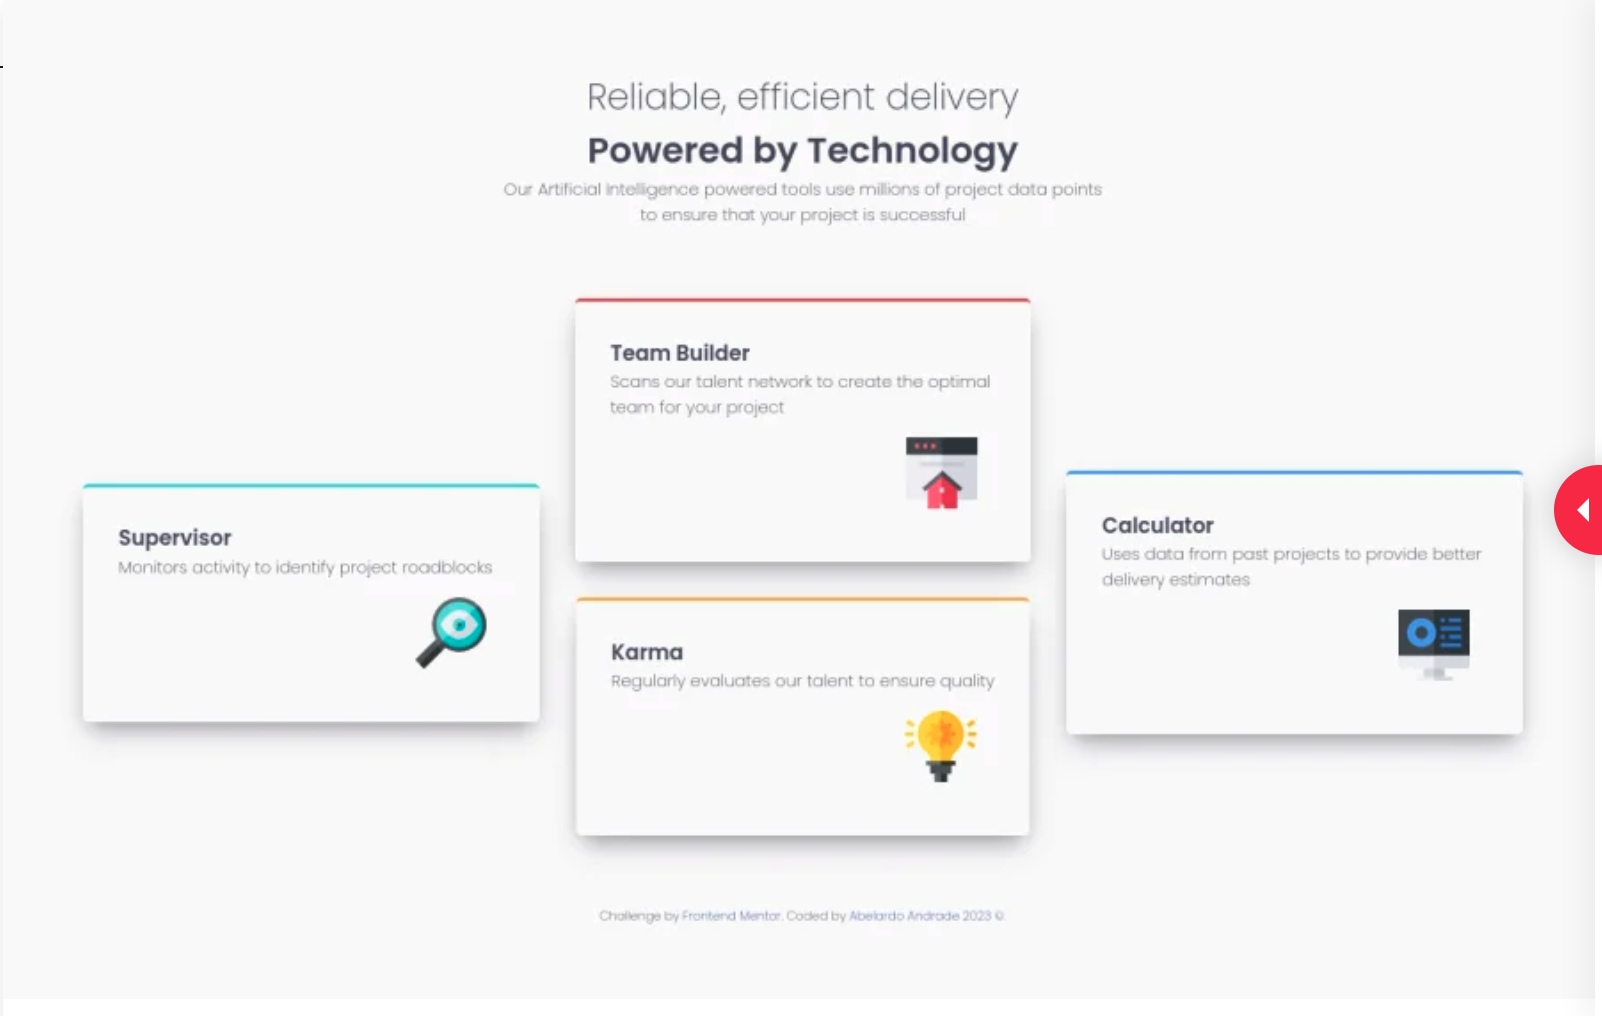 Reliable, efficient delivery
Powered by Technology
Our Artificial Intelligence powered tools use millions of project data points
to ensure that your project is successful
Team Builder
Scans our talent network to create the optimal
team for your project
Supervisor
Monitors activity to identify project roadblocks
Karma
Regularly evaluates our talent to ensure quality
Calculator
Uses data from past projects to provide better
delivery estimates
Challenge by Frontend Mentor. Coded by Abelardo Andrade 2023 ©.